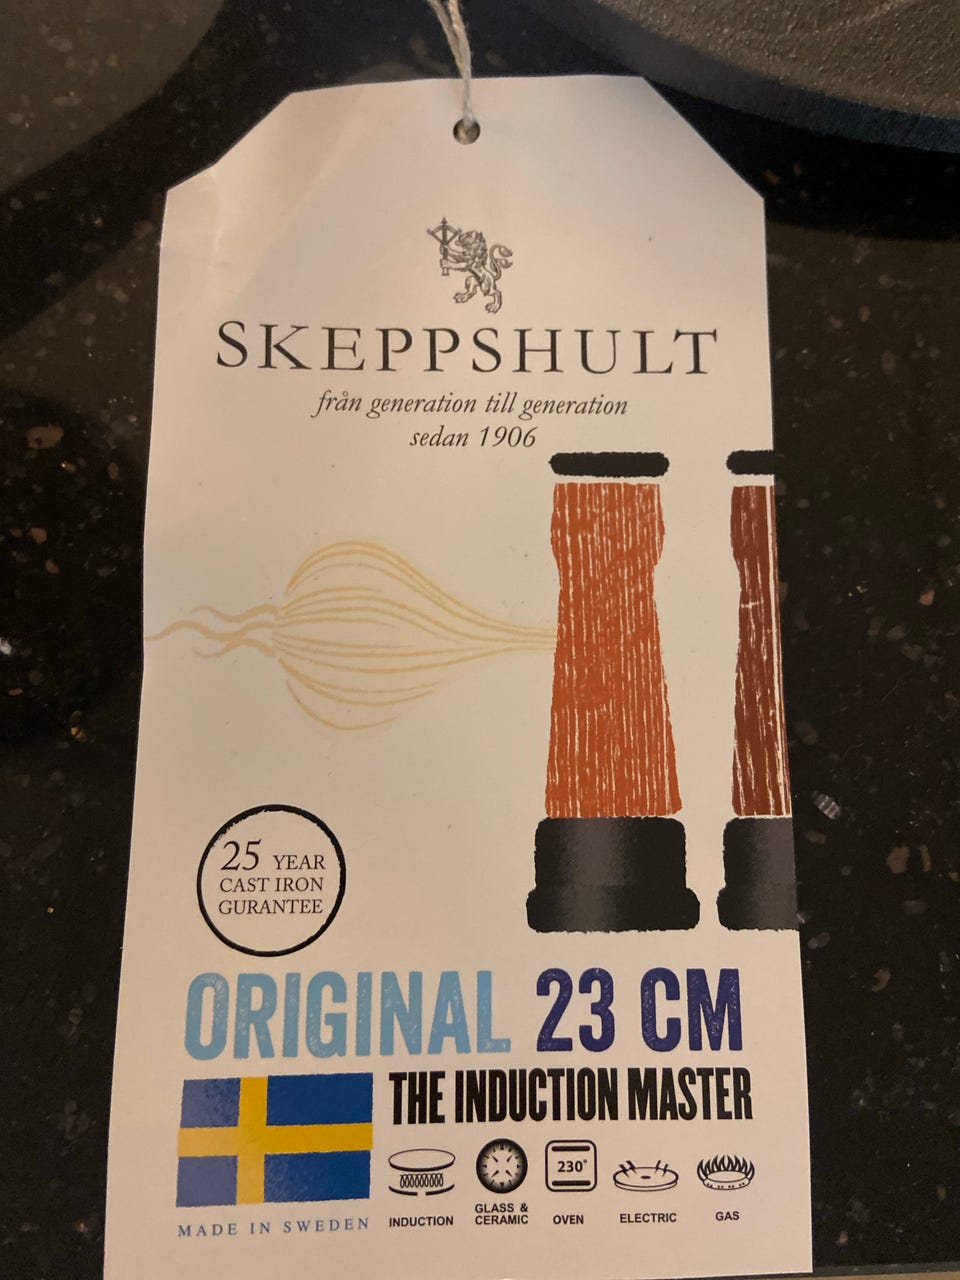 SKEPPSHULT
från generation till generation
sedan 1906
25 YEAR
CAST IRON
GURANTEE
ORIGINAL 23 CM
THE INDUCTION MASTER
230°
INDUCTION
GLASS &
CERAMIC
OVEN
ELECTRIC
GAS
MADE IN SWEDEN